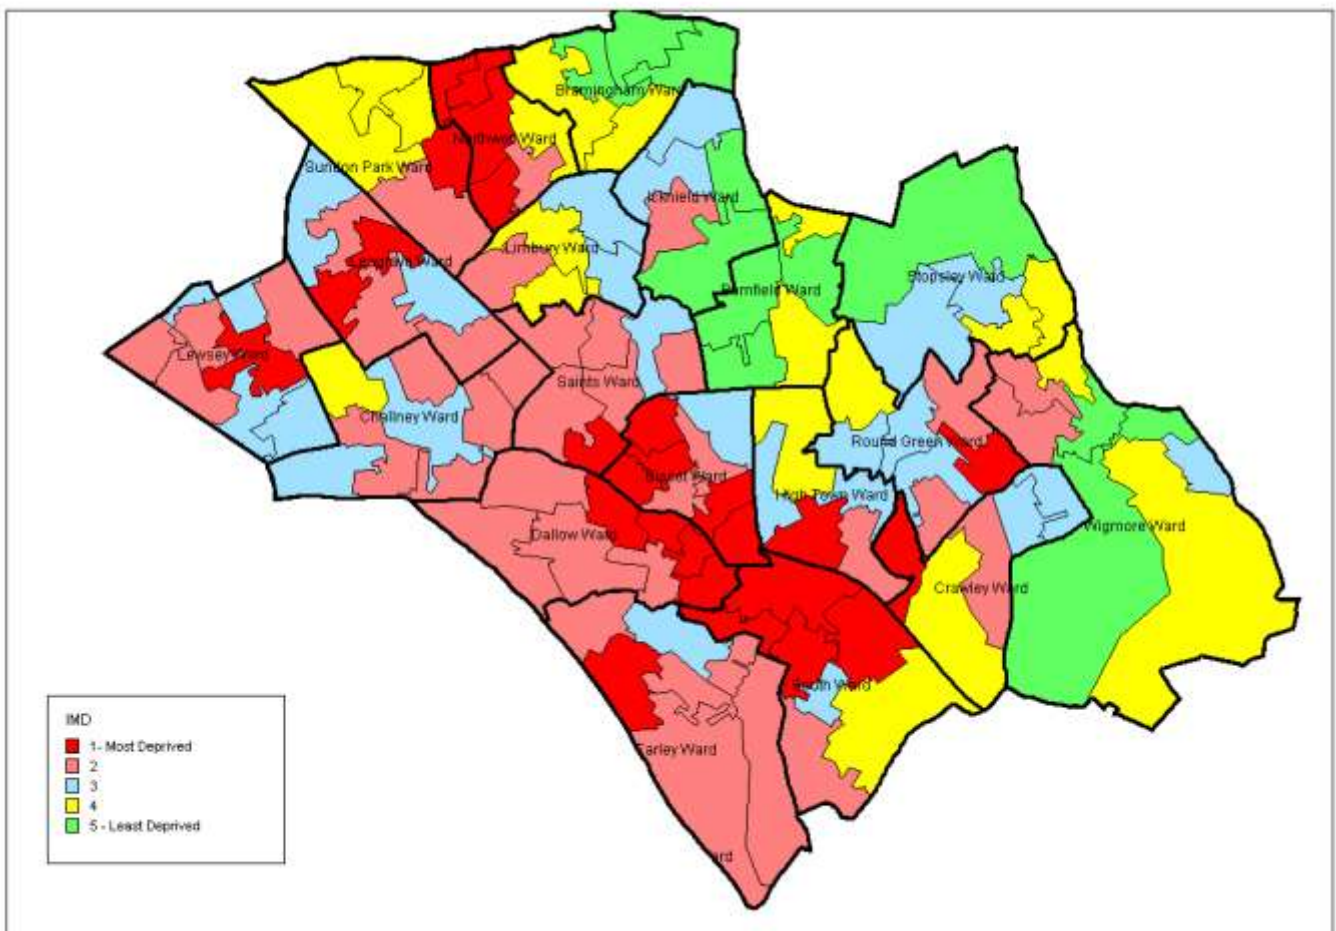 Bramingham Ward
Northwell Ward
Sundon Park Ward
Icknield Ward
Limbury Ward
Leagrave Ward
Stopsley Ward
Barnfield Ward
Lewsey Ward
Saints Ward
Challney Ward
Round Green Ward
Biscot Ward
High Town Ward
Wigmore Ward
Dallow Ward
Crawley Ward
South Ward
Farley Ward
IMD
1- Most Deprived
2
3
4
5 - Least Deprived